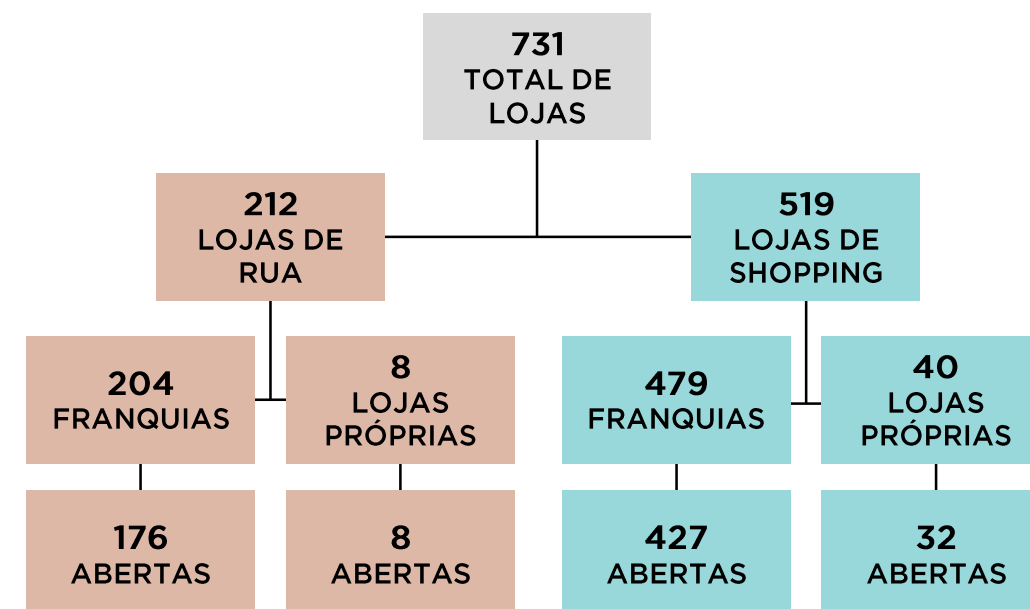 731
TOTAL DE
LOJAS
212
LOJAS DE
RUA
519
LOJAS DE
SHOPPING
204
FRANQUIAS
8
LOJAS
PRÓPRIAS
479
FRANQUIAS
40
LOJAS
PRÓPRIAS
176
ABERTAS
8
ABERTAS
427
ABERTAS
32
ABERTAS